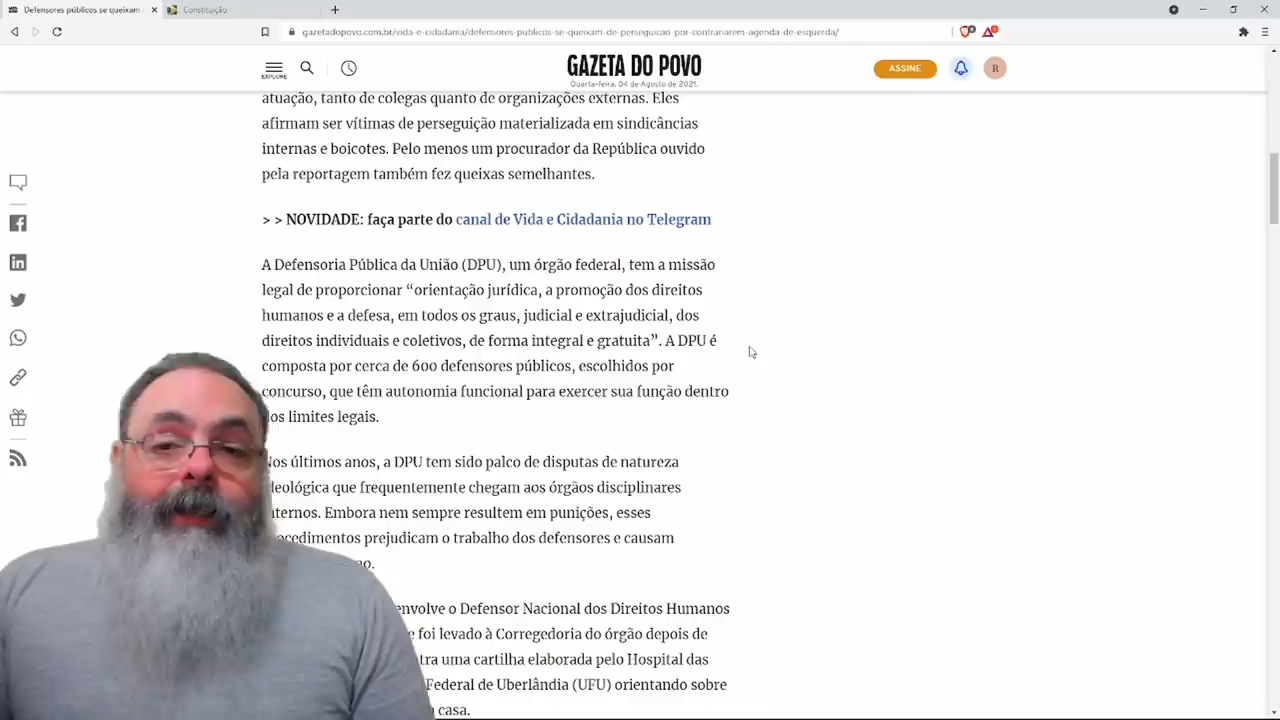 Defensores públicos se queixam
Constituição
gazetadopovo.com.br/vida-e-cidadania/defensores-publicos-se-queixam-de-perseguicao-por-contrariarem-agenda-de-esquerda/
EXPLORE
GAZETA DO POVO
Quarta-feira, 04 de Agosto de 2021.
ASSINE
R
atuação, tanto de colegas quanto de organizações externas. Eles
afirmam ser vítimas de perseguição materializada em sindicâncias
internas e boicotes. Pelo menos um procurador da República ouvido
pela reportagem também fez queixas semelhantes.
> > NOVIDADE: faça parte do canal de Vida e Cidadania no Telegram
A Defensoria Pública da União (DPU), um órgão federal, tem a missão
legal de proporcionar “orientação jurídica, a promoção dos direitos
humanos e a defesa, em todos os graus, judicial e extrajudicial, dos
direitos individuais e coletivos, de forma integral e gratuita”. A DPU é
composta por cerca de 600 defensores públicos, escolhidos por
concurso, que têm autonomia funcional para exercer sua função dentro
dos limites legais.
Nos últimos anos, a DPU tem sido palco de disputas de natureza
ideológica que frequentemente chegam aos órgãos disciplinares
internos. Embora nem sempre resultem em punições, esses
procedimentos prejudicam o trabalho dos defensores e causam
envolve o Defensor Nacional dos Direitos Humanos
e foi levado à Corregedoria do órgão depois de
uma cartilha elaborada pelo Hospital das
Federal de Uberlândia (UFU) orientando sobre
casa.